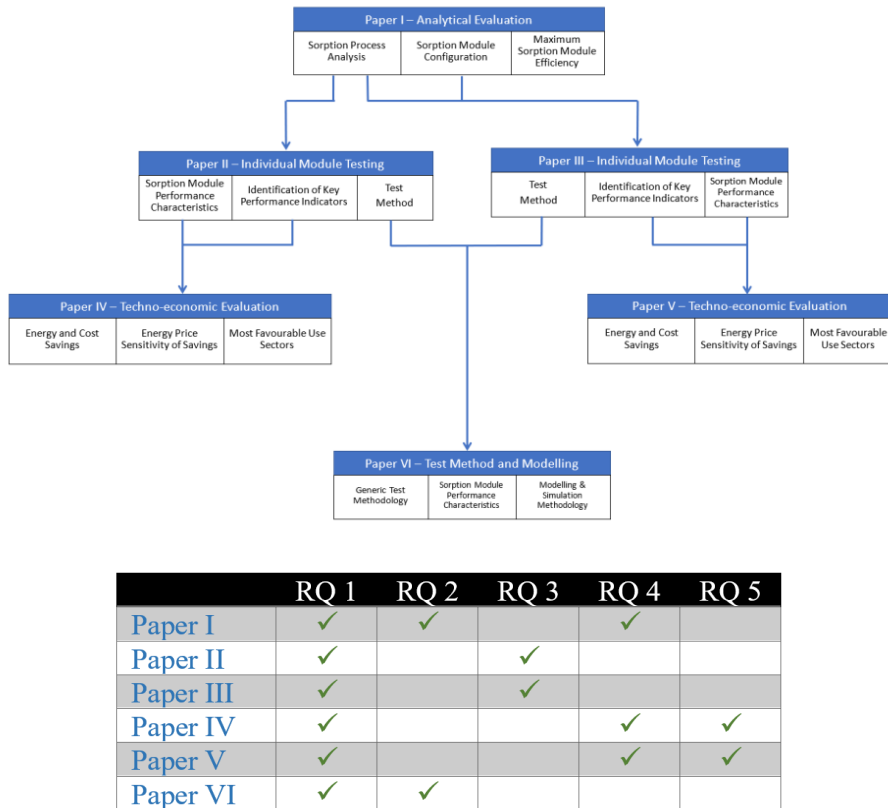 Paper I – Analytical Evaluation
Sorption Process
Analysis
Sorption Module
Configuration
Maximum
Sorption Module
Efficiency
Paper II – Individual Module Testing
Sorption Module
Performance
Characteristics
Identification of Key
Performance Indicators
Test
Method
Paper III – Individual Module Testing
Test
Method
Identification of Key
Performance Indicators
Sorption Module
Performance
Characteristics
Paper IV – Techno-economic Evaluation
Energy and Cost
Savings
Energy Price
Sensitivity of Savings
Most Favourable Use
Sectors
Paper V – Techno-economic Evaluation
Energy and Cost
Savings
Energy Price
Sensitivity of Savings
Most Favourable
Use Sectors
Paper VI – Test Method and Modelling
Generic Test
Methodology
Sorption Module
Performance
Characteristics
Modelling &
Simulation
Methodology
RQ 1 RQ 2 RQ 3 RQ 4 RQ 5
Paper I ✓ ✓ ✓
Paper II ✓ ✓
Paper III ✓ ✓
Paper IV ✓ ✓ ✓
Paper V ✓ ✓ ✓
Paper VI ✓ ✓